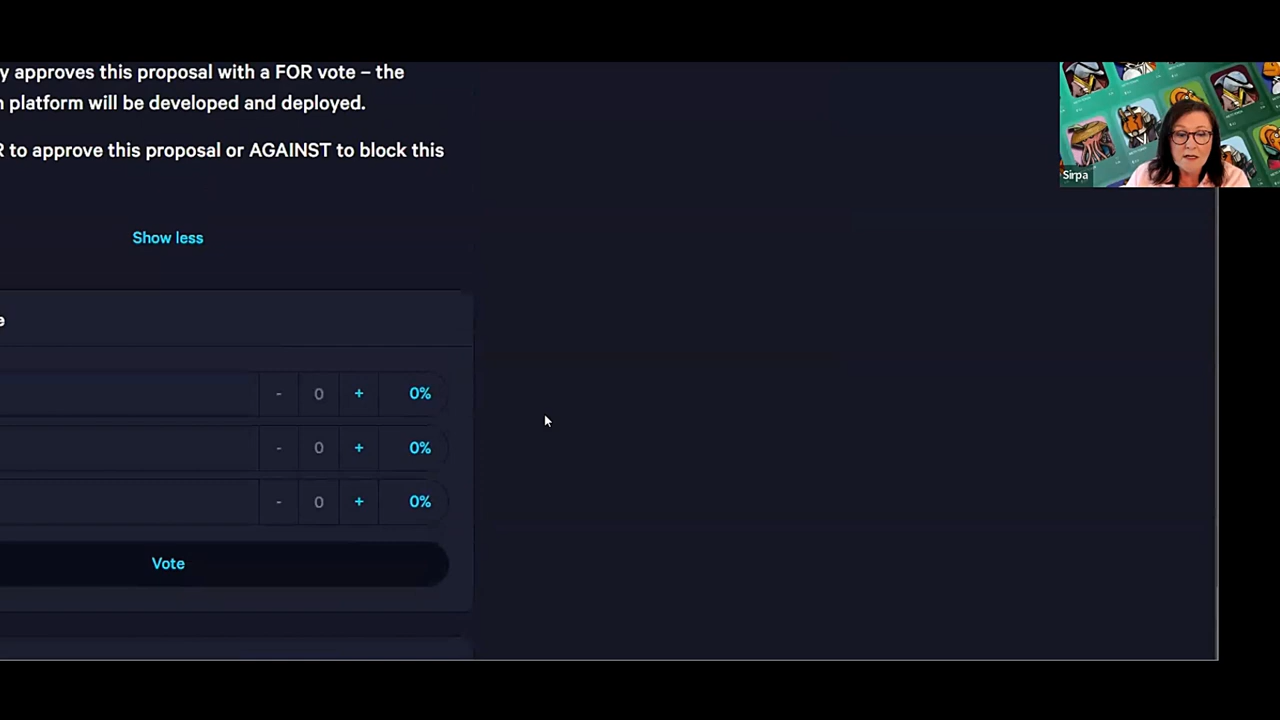 y approves this proposal with a FOR vote – the
n platform will be developed and deployed.
R to approve this proposal or AGAINST to block this
Sirpa
Show less
e
- 0 + 0%
- 0 + 0%
- 0 + 0%
Vote